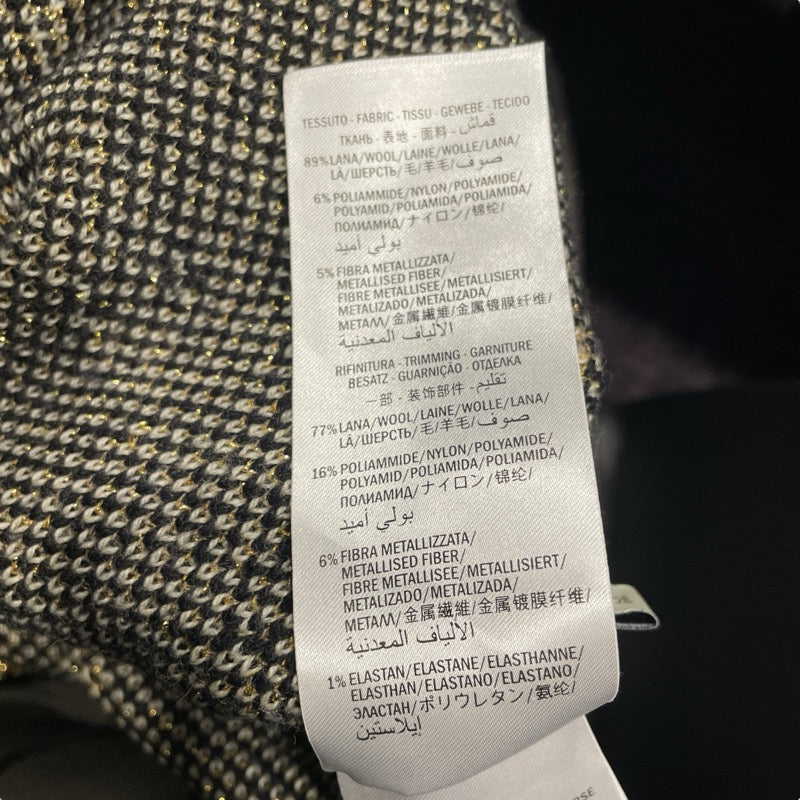 TESSUTO - FABRIC - TISSU - GEWEBE - TECIDO
ТКАНЬ - 表地 - 面料 - قماش
89% LANA/WOOL/LAINE/WOLLE/LANA/
LÃ/ШЕРСТЬ/毛/羊毛/صوف
6% POLIAMMIDE/NYLON/POLYAMIDE/
POLYAMID/POLIAMIDA/POLIAMIDA/
ПОЛИАМИД/ナイロン/锦纶/
بولي أميد
5% FIBRA METALLIZZATA/
METALLISED FIBER/
FIBRE METALLISEE/METALLISIERT/
METALIZADO/METALIZADA/
МЕТАЛЛ/金属繊維/金属镀膜纤维/
الألياف المعدنية
RIFINITURA - TRIMMING - GARNITURE
BESATZ - GUARNIÇÃO - ОТДЕЛКА
一部 - 装饰部件 - تقليم
77% LANA/WOOL/LAINE/WOLLE/LANA/
LÃ/ШЕРСТЬ/毛/羊毛/صوف
16% POLIAMMIDE/NYLON/POLYAMIDE/
POLYAMID/POLIAMIDA/POLIAMIDA/
ПОЛИАМИД/ナイロン/锦纶/
بولي أميد
6% FIBRA METALLIZZATA/
METALLISED FIBER/
FIBRE METALLISEE/METALLISIERT/
METALIZADO/METALIZADA/
МЕТАЛЛ/金属繊維/金属镀膜纤维/
الألياف المعدنية
1% ELASTAN/ELASTANE/ELASTHANNE/
ELASTHAN/ELASTANO/ELASTANO/
ЭЛАСТАН/ポリウレタン/氨纶/
إيلاستين